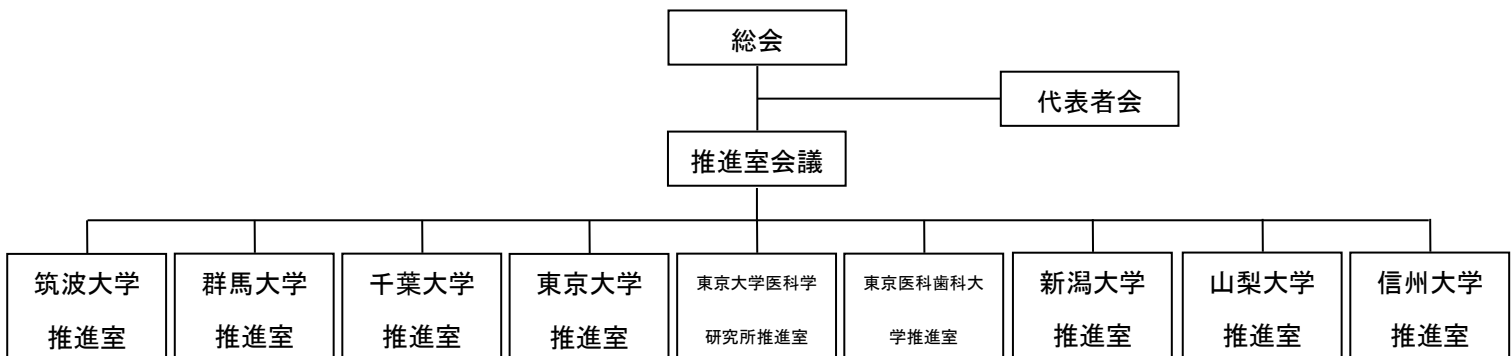 総会
代表者会
推進室会議
筑波大学
推進室
群馬大学
推進室
千葉大学
推進室
東京大学
推進室
東京大学医科学
研究所推進室
東京医科歯科大
学推進室
新潟大学
推進室
山梨大学
推進室
信州大学
推進室